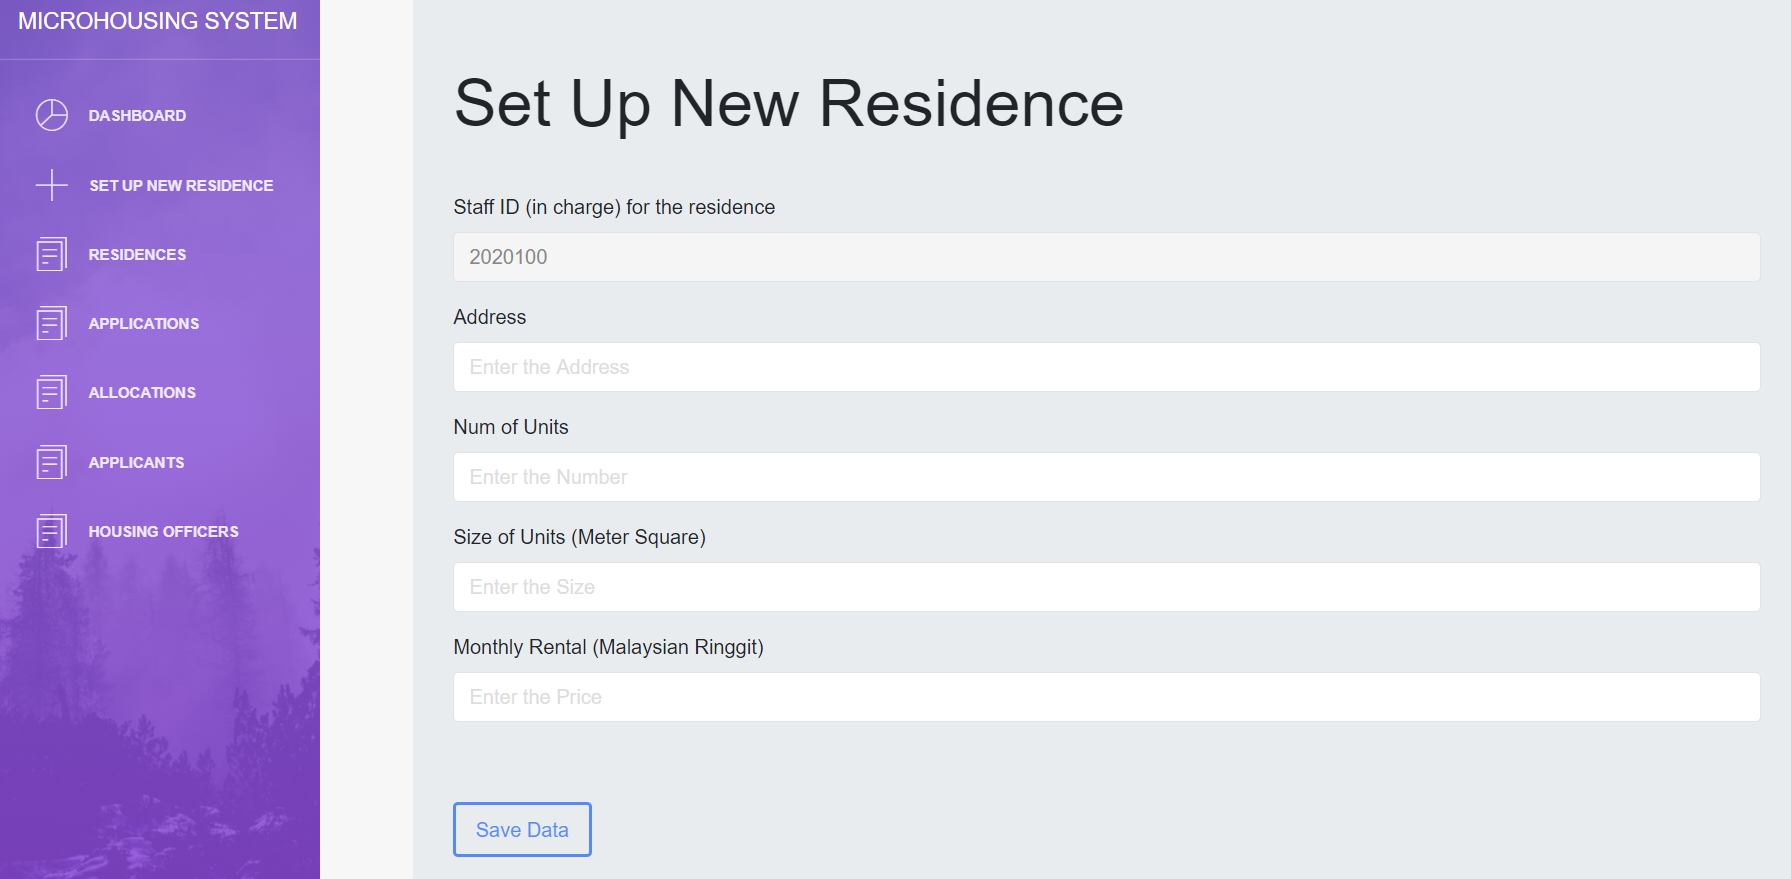 MICROHOUSING SYSTEM
DASHBOARD
SET UP NEW RESIDENCE
RESIDENCES
APPLICATIONS
ALLOCATIONS
APPLICANTS
HOUSING OFFICERS
Set Up New Residence
Staff ID (in charge) for the residence
2020100
Address
Enter the Address
Num of Units
Enter the Number
Size of Units (Meter Square)
Enter the Size
Monthly Rental (Malaysian Ringgit)
Enter the Price
Save Data